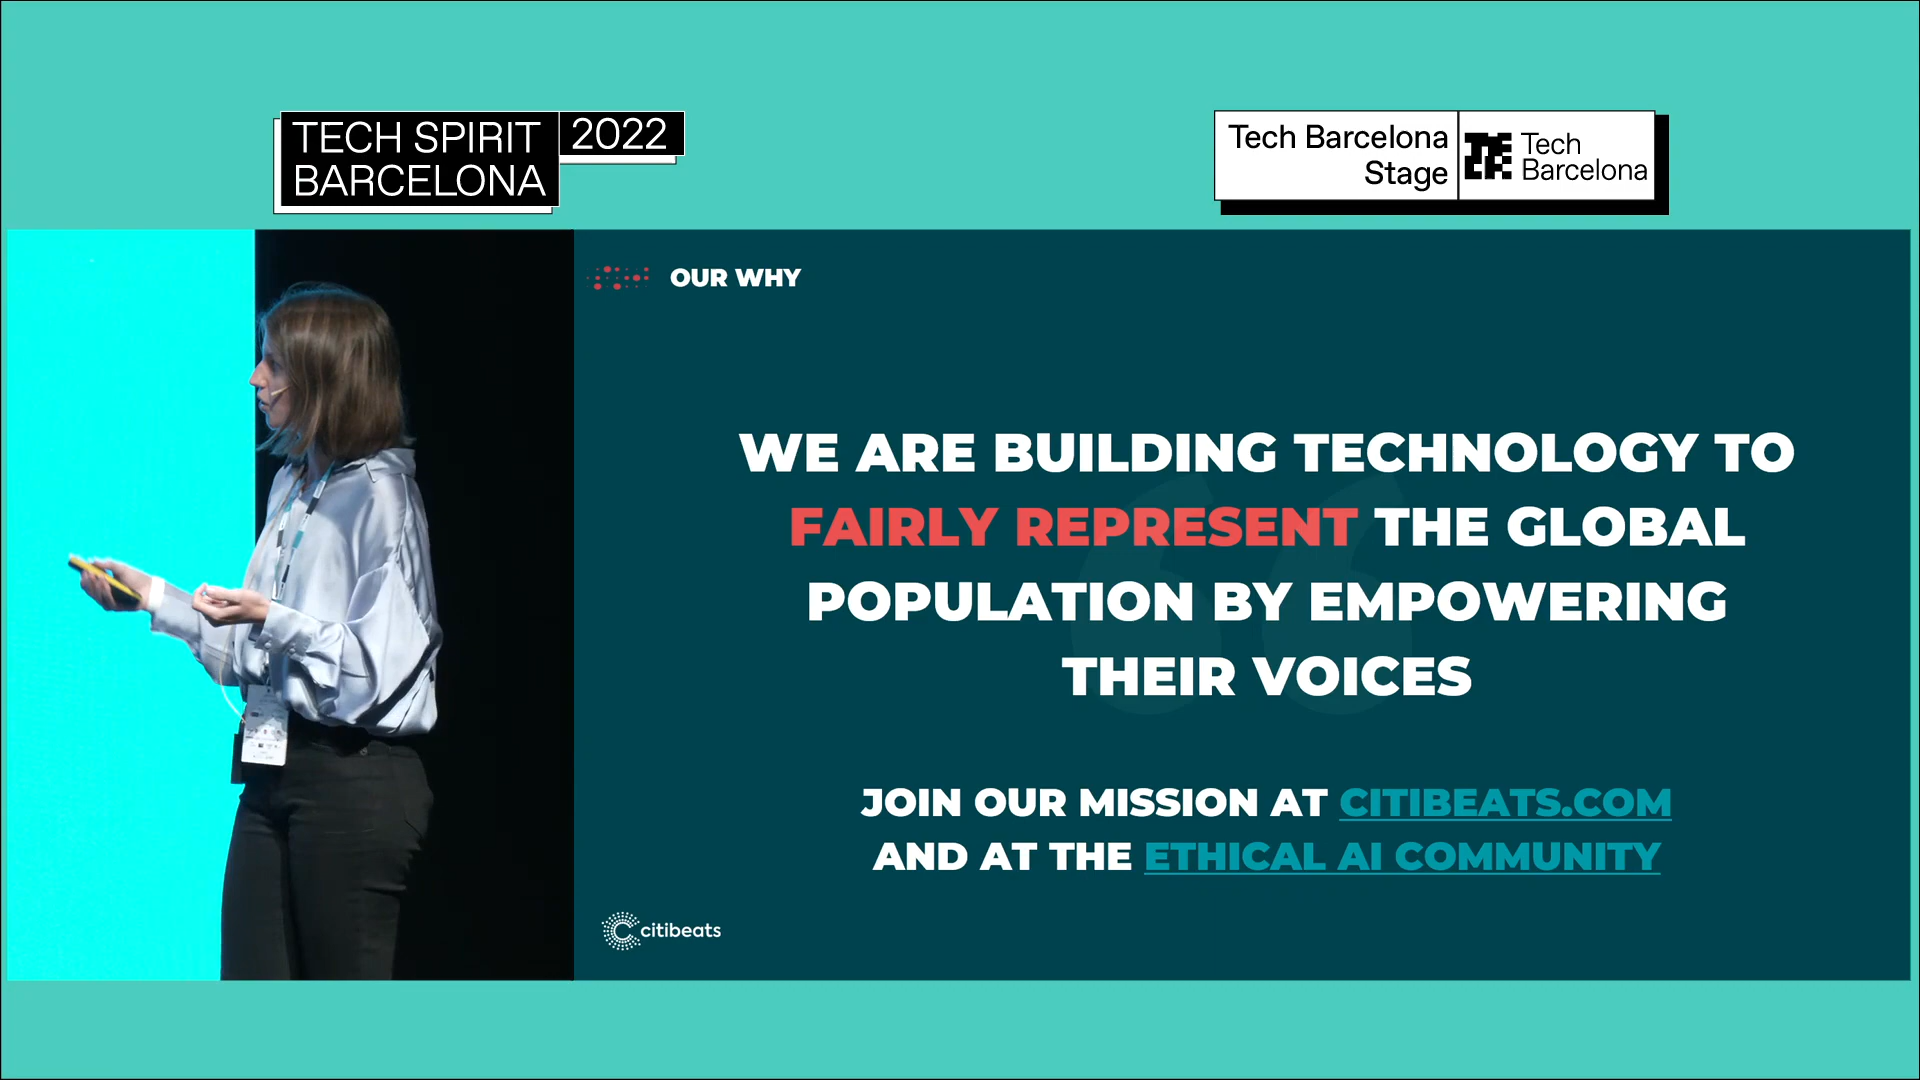 TECH SPIRIT
BARCELONA
2022
Tech Barcelona
Stage
Tech
Barcelona
OUR WHY
WE ARE BUILDING TECHNOLOGY TO
FAIRLY REPRESENT THE GLOBAL
POPULATION BY EMPOWERING
THEIR VOICES
JOIN OUR MISSION AT CITIBEATS.COM
AND AT THE ETHICAL AI COMMUNITY
citibeats